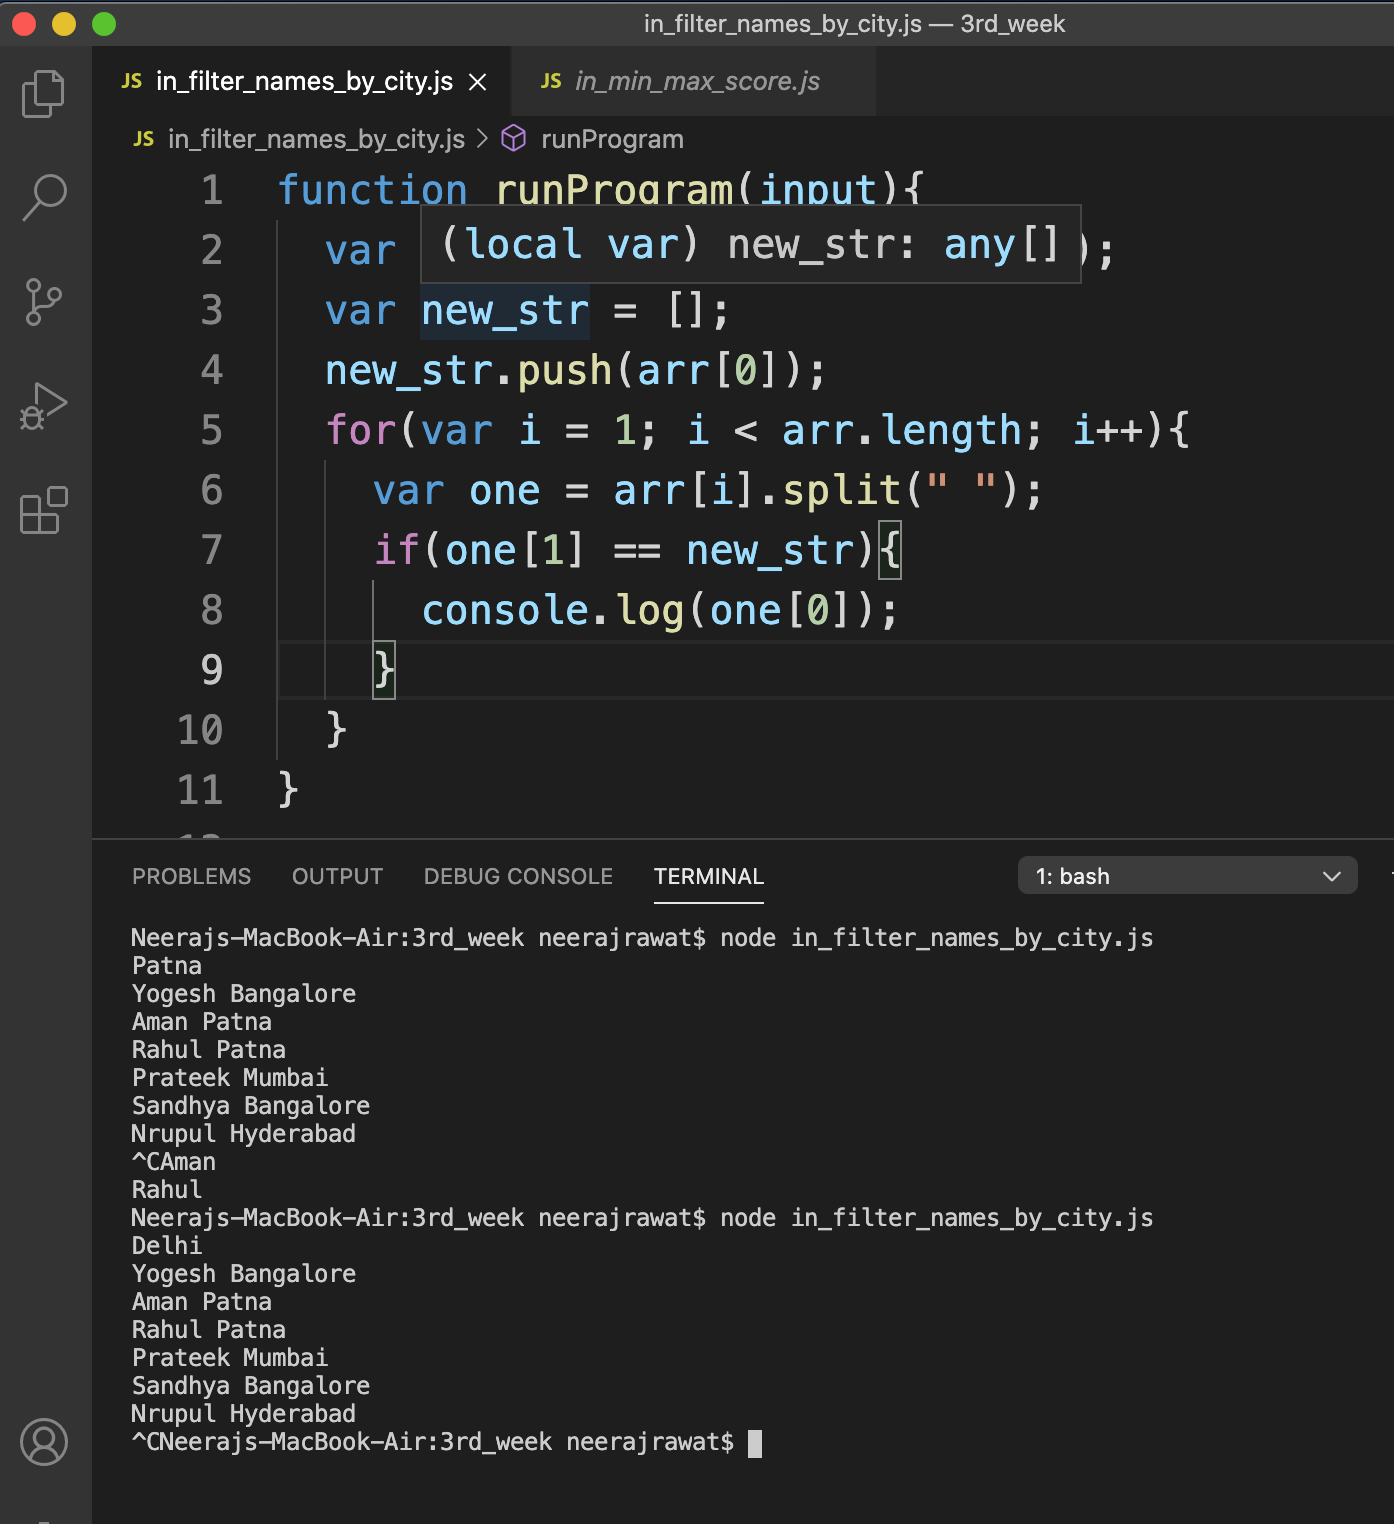 in_filter_names_by_city.js — 3rd_week
JS in_filter_names_by_city.js × JS in_min_max_score.js
JS in_filter_names_by_city.js > runProgram
1 function runProgram(input){
(local var) new_str: any[]
2 var );
3 var new_str = [];
4 new_str.push(arr[0]);
5 for(var i = 1; i < arr.length; i++){
6 var one = arr[i].split(" ");
7 if(one[1] == new_str){
8 console.log(one[0]);
9 }
10 }
11 }
PROBLEMS OUTPUT DEBUG CONSOLE TERMINAL 1: bash
Neerajs-MacBook-Air:3rd_week neerajrawat$ node in_filter_names_by_city.js
Patna
Yogesh Bangalore
Aman Patna
Rahul Patna
Prateek Mumbai
Sandhya Bangalore
Nrupul Hyderabad
^CAman
Rahul
Neerajs-MacBook-Air:3rd_week neerajrawat$ node in_filter_names_by_city.js
Delhi
Yogesh Bangalore
Aman Patna
Rahul Patna
Prateek Mumbai
Sandhya Bangalore
Nrupul Hyderabad
^CNeerajs-MacBook-Air:3rd_week neerajrawat$